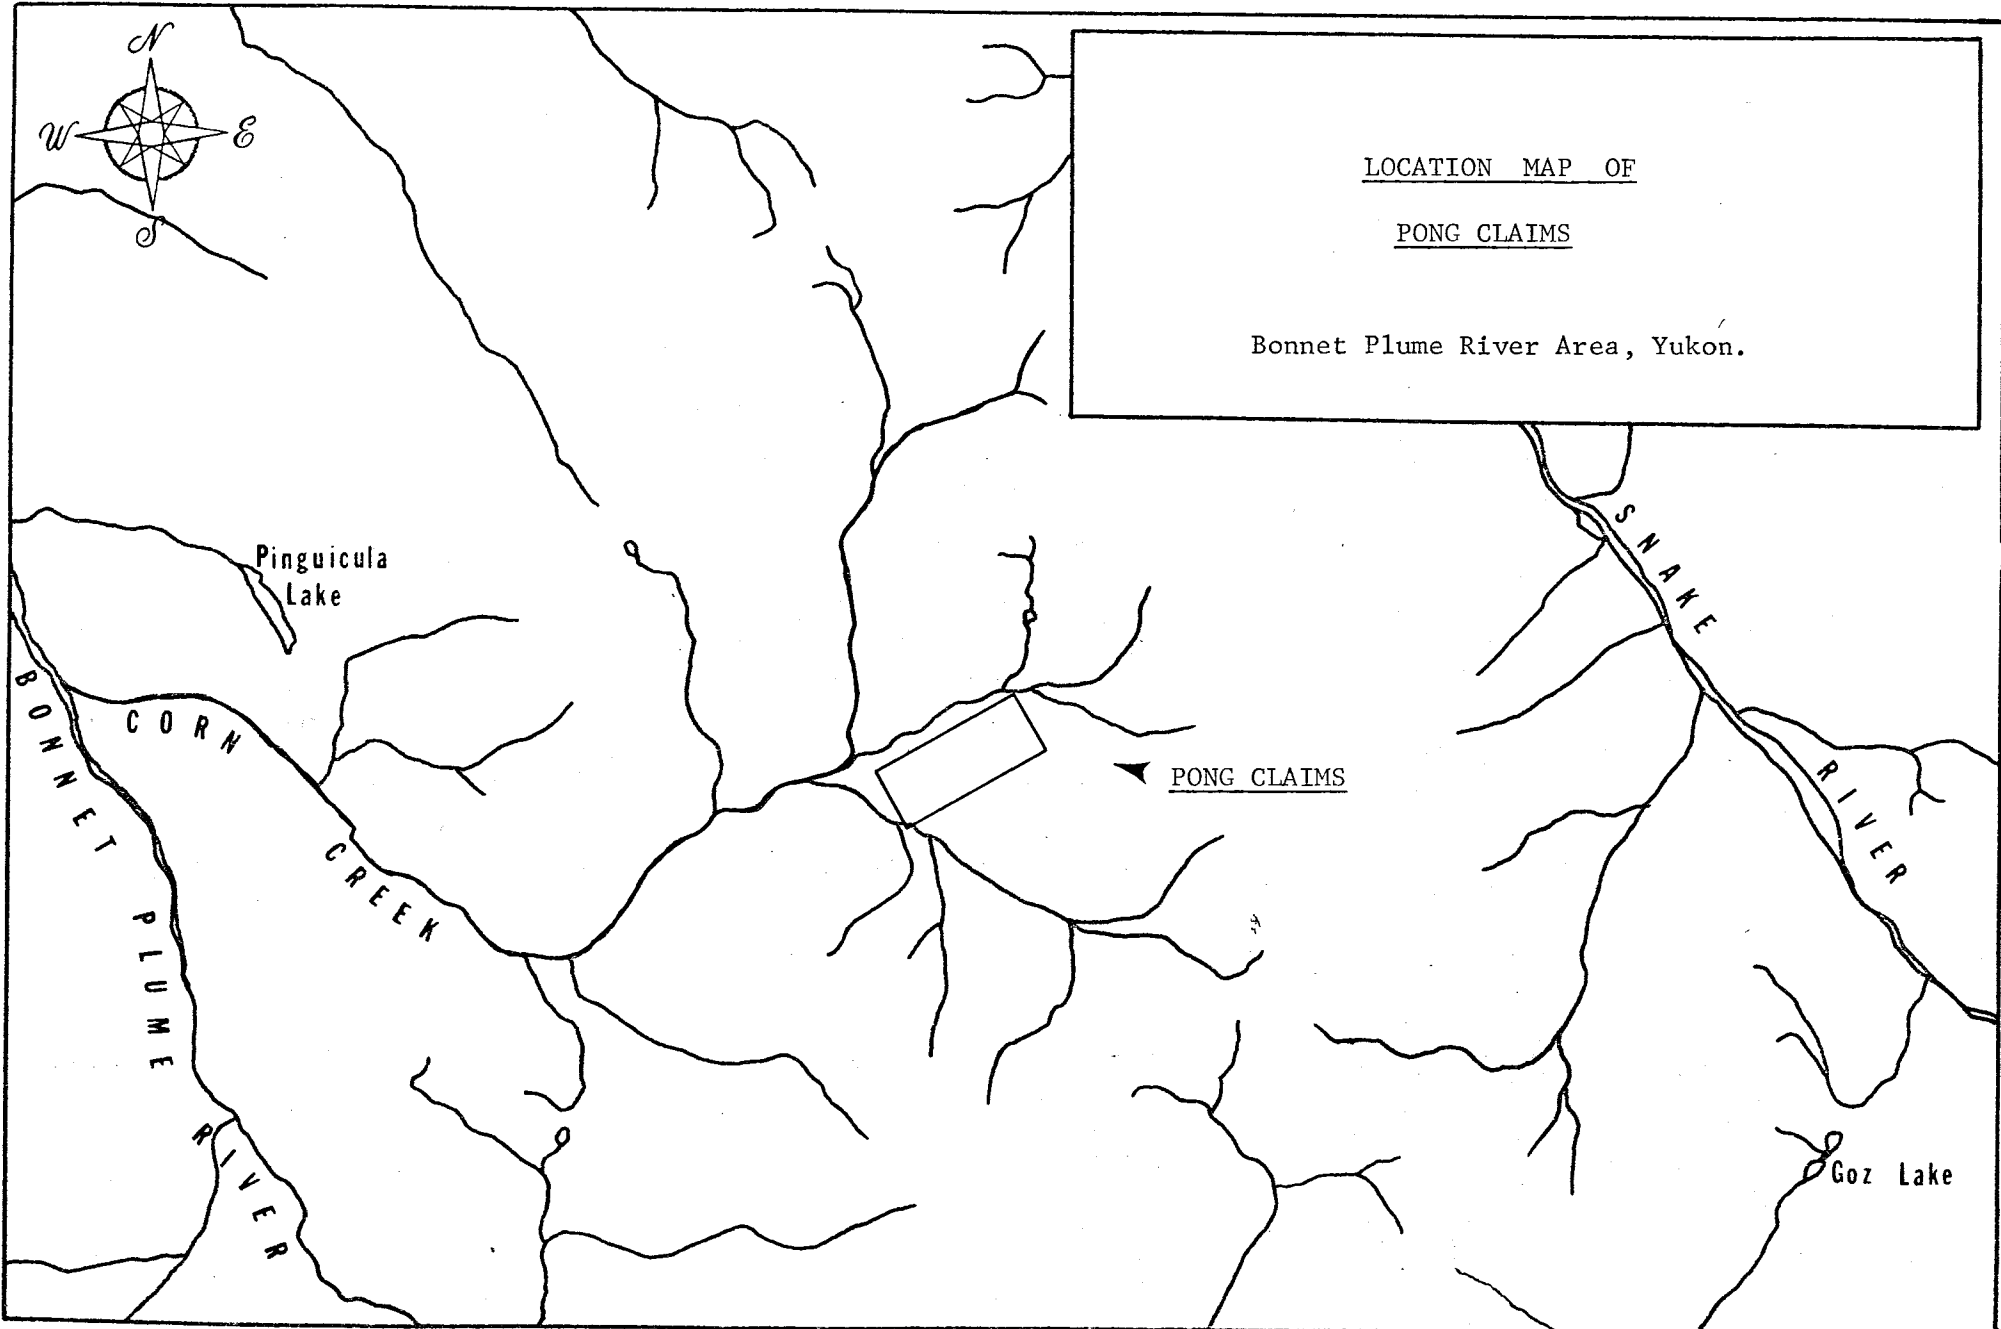 N
W E
S
LOCATION MAP OF
PONG CLAIMS
Bonnet Plume River Area, Yukon.
Pinguicula
Lake
SNAKE RIVER
BONNET PLUME RIVER
CORN CREEK
PONG CLAIMS
Goz Lake